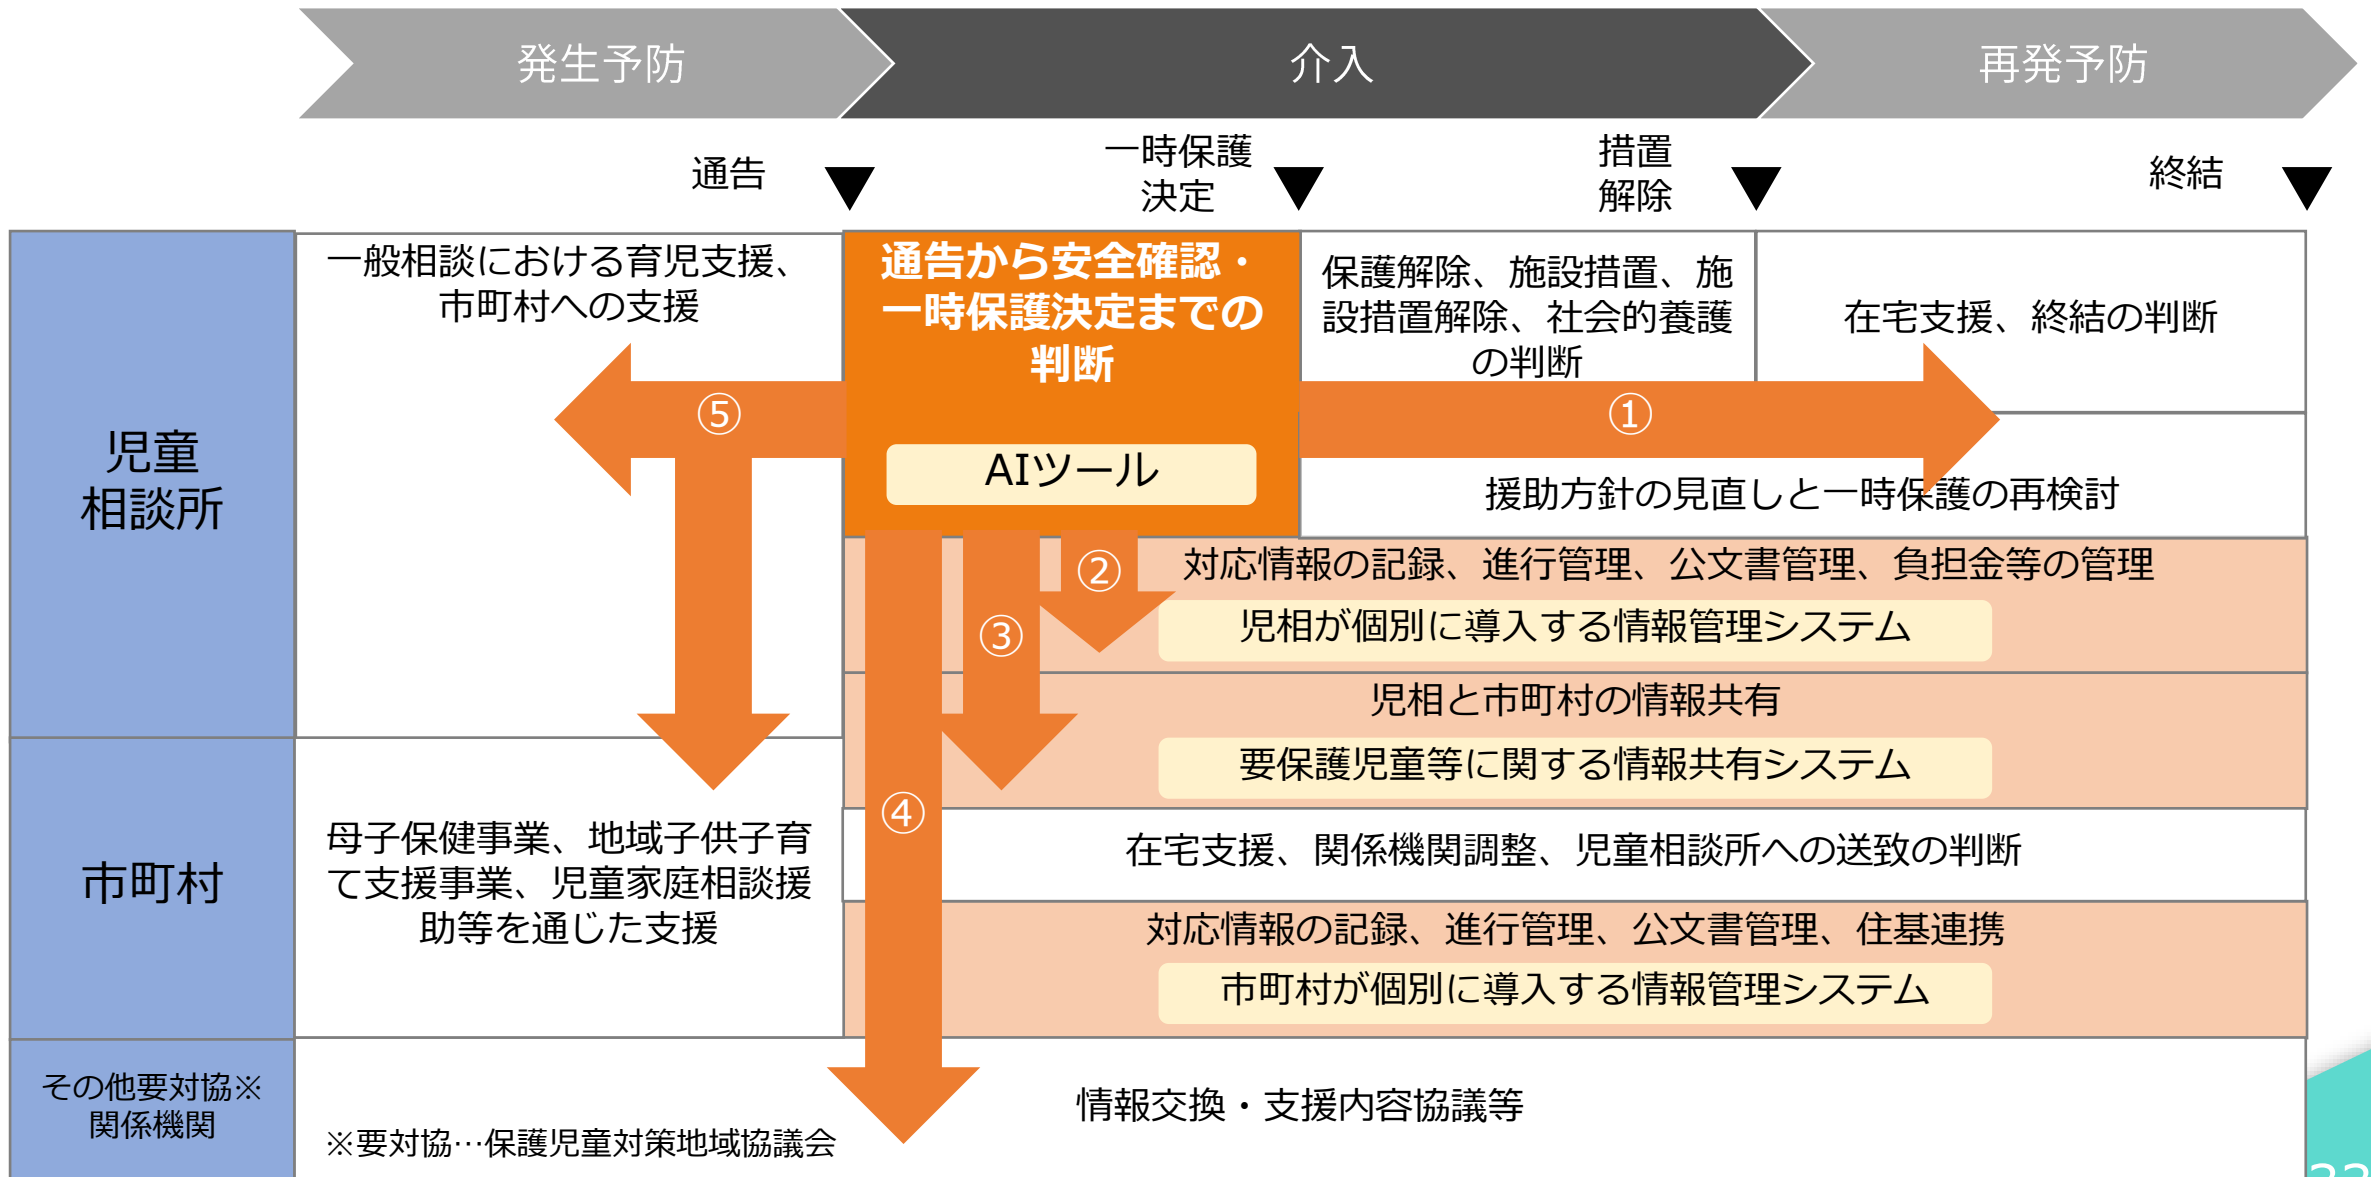 発生予防
介入
再発予防
通告
一時保護
決定
措置
解除
終結
児童
相談所
一般相談における育児支援、
市町村への支援
通告から安全確認・
一時保護決定までの
判断
AIツール
保護解除、施設措置、施
設措置解除、社会的養護
の判断
在宅支援、終結の判断
⑤
①
援助方針の見直しと一時保護の再検討
②
対応情報の記録、進行管理、公文書管理、負担金等の管理
児相が個別に導入する情報管理システム
③
児相と市町村の情報共有
要保護児童等に関する情報共有システム
④
市町村
母子保健事業、地域子供子育
て支援事業、児童家庭相談援
助等を通じた支援
在宅支援、関係機関調整、児童相談所への送致の判断
対応情報の記録、進行管理、公文書管理、住基連携
市町村が個別に導入する情報管理システム
その他要対協※
関係機関
情報交換・支援内容協議等
※要対協…保護児童対策地域協議会